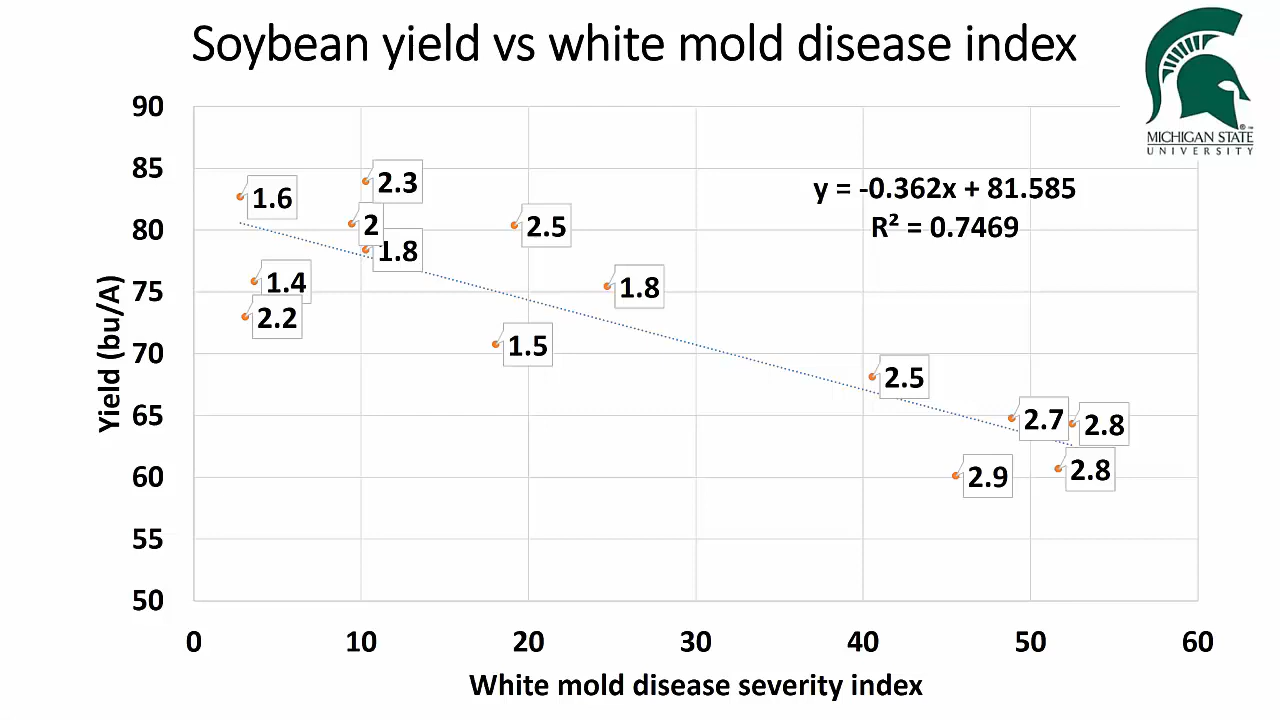 Soybean yield vs white mold disease index
MICHIGAN STATE
UNIVERSITY
90
85
80
75
70
65
60
55
50
Yield (bu/A)
1.6
2.3
2
1.8
2.5
1.4
2.2
1.8
1.5
2.5
2.7
2.8
2.9
2.8
y = -0.362x + 81.585
R² = 0.7469
0 10 20 30 40 50 60
White mold disease severity index